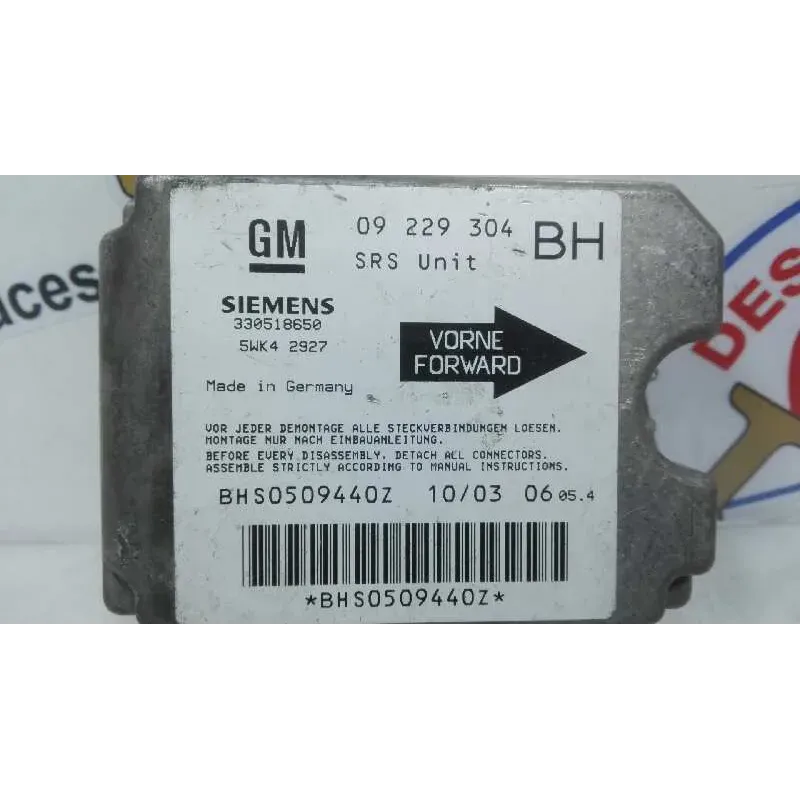 GM 09 229 304 BH
SRS Unit
SIEMENS
330518650
5WK4 2927
VORNE
FORWARD
Made in Germany
VOR JEDER DEMONTAGE ALLE STECKVERBINDUNGEN LOESEN.
MONTAGE NUR NACH EINBAUANLEITUNG.
BEFORE EVERY DISASSEMBLY, DETACH ALL CONNECTORS.
ASSEMBLE STRICTLY ACCORDING TO MANUAL INSTRUCTIONS.
BHS0509440Z 10/03 06 05.4
*BHS0509440Z*
aces
DES